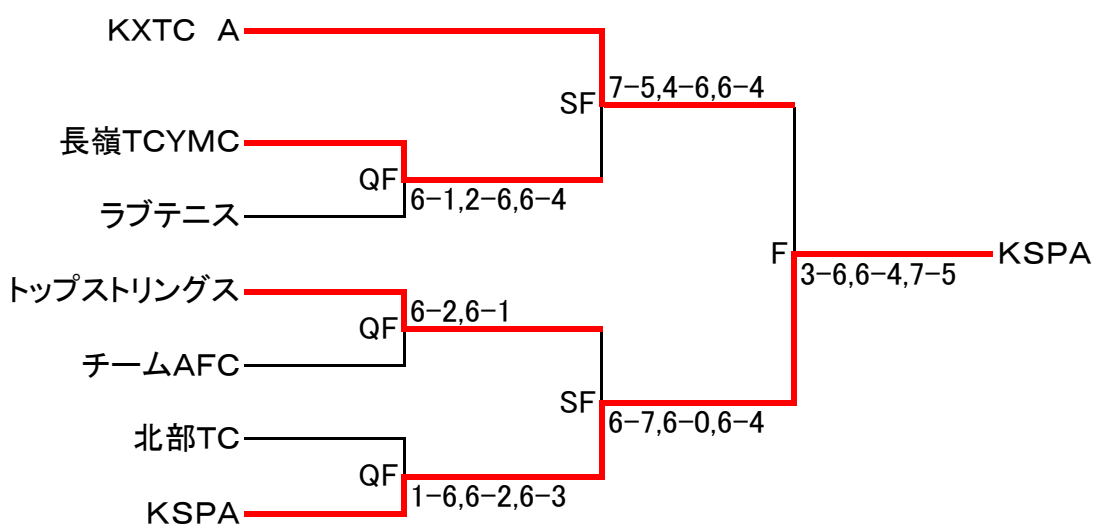 KXTC A
7-5,4-6,6-4
SF
長嶺TCYMC
QF
6-1,2-6,6-4
ラブテニス
F
KSPA
3-6,6-4,7-5
トップストリングス
6-2,6-1
QF
チームAFC
SF
6-7,6-0,6-4
北部TC
QF
1-6,6-2,6-3
KSPA